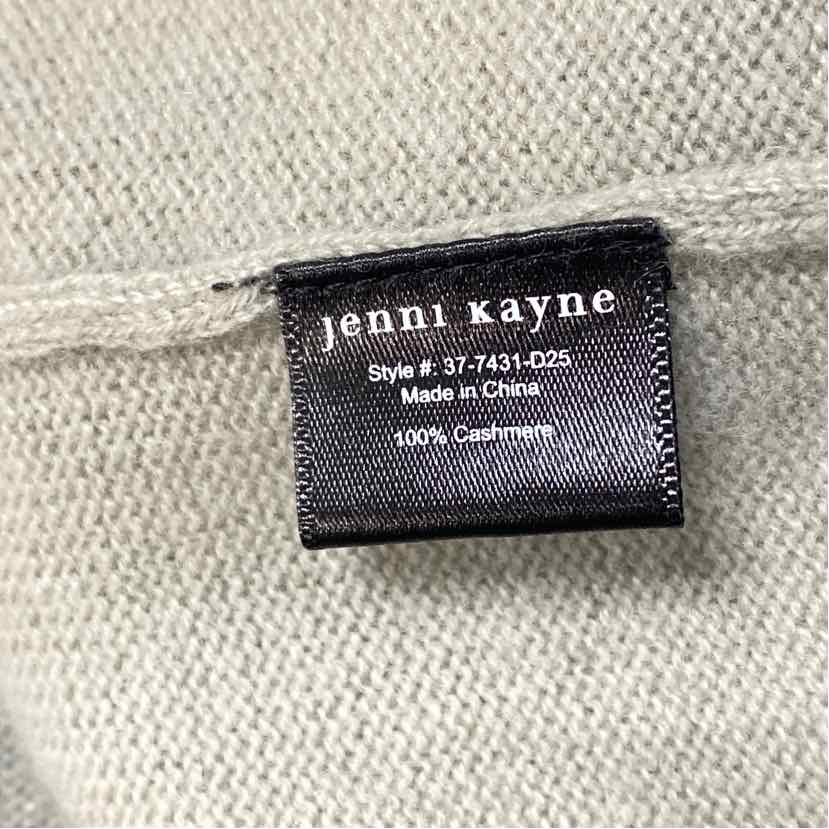 Jenni Kayne
Style #: 37-7431-D25
Made in China
100% Cashmere